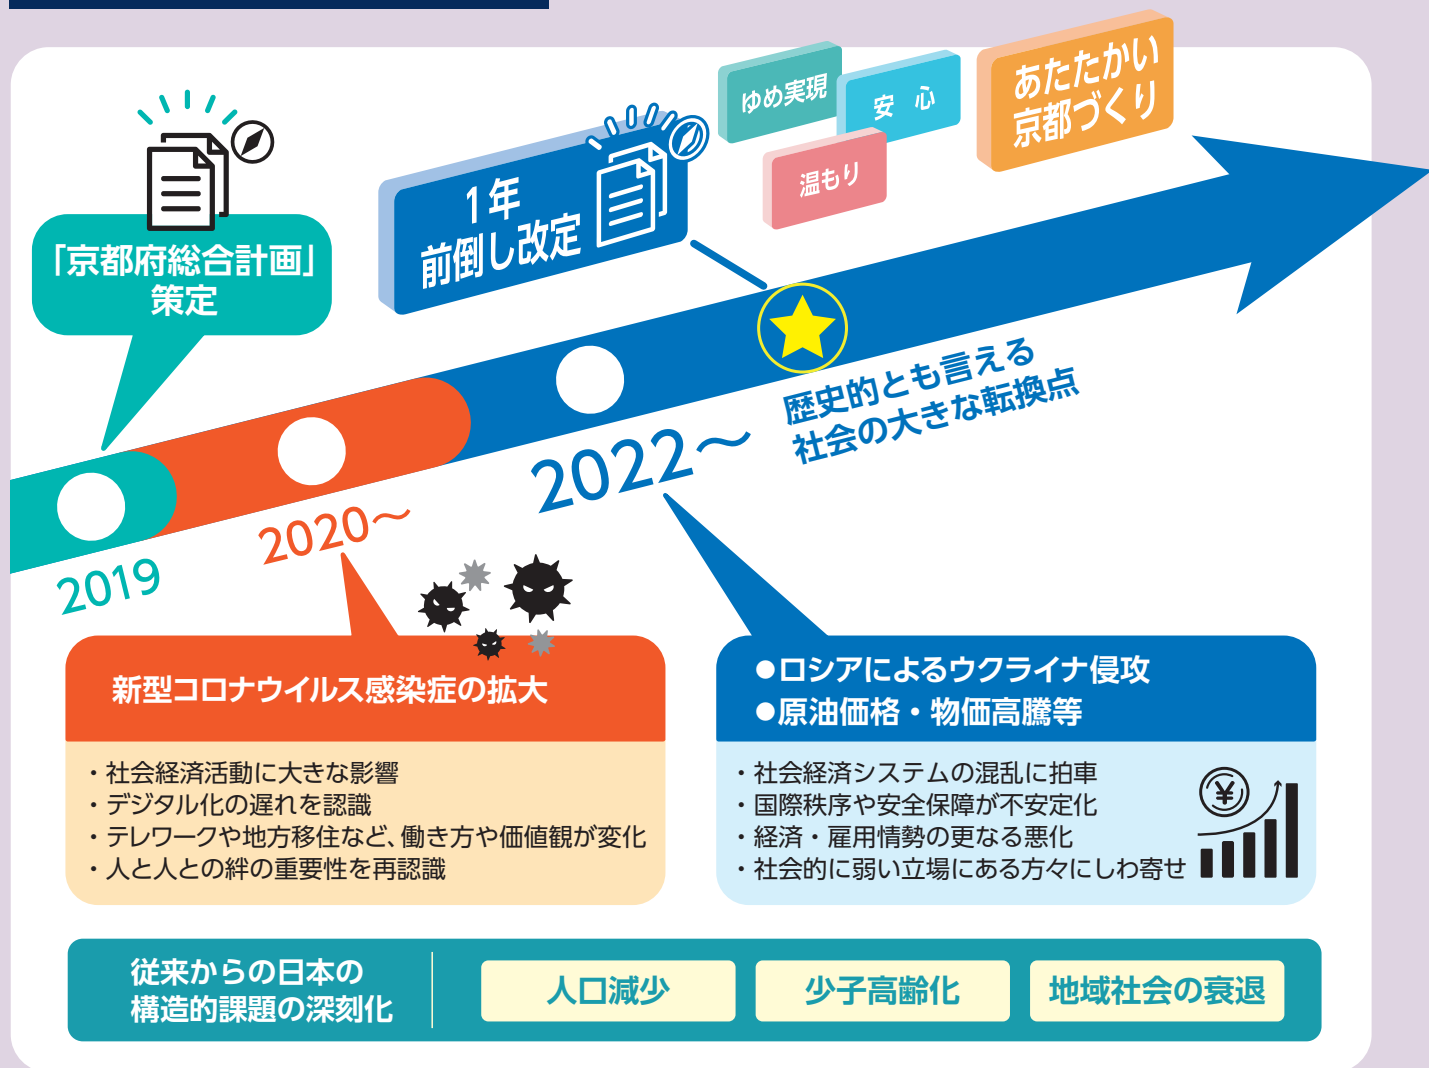 「京都府総合計画」
策定
1年
前倒し改定
ゆめ実現
安 心
温もり
あたたかい
京都づくり
2019
2020～
2022～
歴史的とも言える
社会の大きな転換点
新型コロナウイルス感染症の拡大
・社会経済活動に大きな影響
・デジタル化の遅れを認識
・テレワークや地方移住など、働き方や価値観が変化
・人と人との絆の重要性を再認識
●ロシアによるウクライナ侵攻
●原油価格・物価高騰等
・社会経済システムの混乱に拍車
・国際秩序や安全保障が不安定化
・経済・雇用情勢の更なる悪化
・社会的に弱い立場にある方々にしわ寄せ
¥
従来からの日本の
構造的課題の深刻化
人口減少
少子高齢化
地域社会の衰退